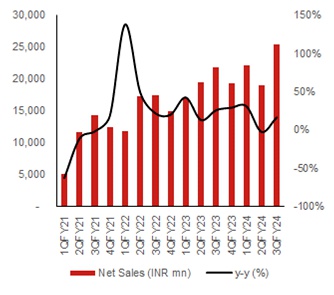 30,000
25,000
20,000
15,000
10,000
5,000
-
150%
100%
50%
0%
-50%
-100%
1QFY21
2QFY21
3QFY21
4QFY21
1QFY22
2QFY22
3QFY22
4QFY22
1QFY23
2QFY23
3QFY23
4QFY23
1QFY24
2QFY24
3QFY24
Net Sales (INR mn)
y-y (%)